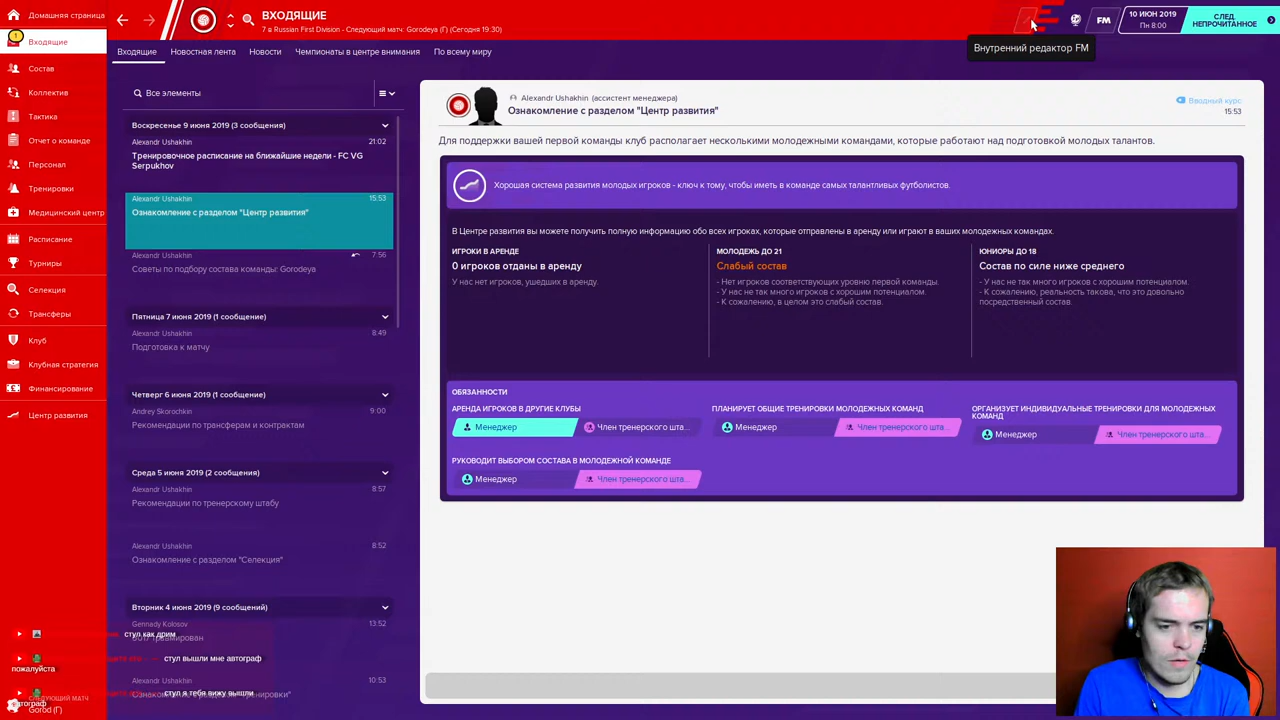 Домашняя страница
Входящие
Состав
Коллектив
Тактика
Отчет о команде
Персонал
Тренировки
Медицинский центр
Расписание
Турниры
Селекция
Трансферы
Клуб
Клубная стратегия
Финансирование
Центр развития
ВХОДЯЩИЕ
7 в Russian First Division - Следующий матч: Gorodeya (Г) (Сегодня 19:30)
FM
10 ИЮН 2019
Пн 8:00
СЛЕД.
НЕПРОЧИТАННОЕ
Внутренний редактор FM
Входящие
Новостная лента
Новости
Чемпионаты в центре внимания
По всему миру
Все элементы
Воскресенье 9 июня 2019 (3 сообщения)
Alexandr Ushakhin 21:02
Тренировочное расписание на ближайшие недели - FC VG
Serpukhov
Alexandr Ushakhin 15:53
Ознакомление с разделом "Центр развития"
Alexandr Ushakhin 7:56
Советы по подбору состава команды: Gorodeya
Пятница 7 июня 2019 (1 сообщение)
Alexandr Ushakhin 8:49
Подготовка к матчу
Четверг 6 июня 2019 (1 сообщение)
Andrey Skorochkin 9:00
Рекомендации по трансферам и контрактам
Среда 5 июня 2019 (2 сообщения)
Alexandr Ushakhin 8:57
Рекомендации по тренерскому штабу
Alexandr Ushakhin 8:52
Ознакомление с разделом "Селекция"
Вторник 4 июня 2019 (9 сообщений)
Gennady Kolosov 13:52
травмирован
Alexandr Ushakhin 10:53
Alexandr Ushakhin (ассистент менеджера)
Ознакомление с разделом "Центр развития"
Вводный курс
15:53
Для поддержки вашей первой команды клуб располагает несколькими молодежными командами, которые работают над подготовкой молодых талантов.
Хорошая система развития молодых игроков - ключ к тому, чтобы иметь в команде самых талантливых футболистов.
В Центре развития вы можете получить полную информацию обо всех игроках, которые отправлены в аренду или играют в ваших молодежных командах.
ИГРОКИ В АРЕНДЕ
0 игроков отданы в аренду
У нас нет игроков, ушедших в аренду.
МОЛОДЕЖЬ ДО 21
Слабый состав
- Нет игроков соответствующих уровню первой команды.
- У нас не так много игроков с хорошим потенциалом.
- К сожалению, в целом это слабый состав.
ЮНИОРЫ ДО 18
Состав по силе ниже среднего
- У нас не так много игроков с хорошим потенциалом.
- К сожалению, реальность такова, что это довольно
посредственный состав.
ОБЯЗАННОСТИ
АРЕНДА ИГРОКОВ В ДРУГИЕ КЛУБЫ
Менеджер Член тренерского шта...
ПЛАНИРУЕТ ОБЩИЕ ТРЕНИРОВКИ МОЛОДЕЖНЫХ КОМАНД
Менеджер Член тренерского шта...
ОРГАНИЗУЕТ ИНДИВИДУАЛЬНЫЕ ТРЕНИРОВКИ ДЛЯ МОЛОДЕЖНЫХ
КОМАНД
Менеджер Член тренерского шта...
РУКОВОДИТ ВЫБОРОМ СОСТАВА В МОЛОДЕЖНОЙ КОМАНДЕ
Менеджер Член тренерского шта...
стул как дрим
стул вышли мне автограф
пожалуйста
стул я тебя вижу вышли
автограф
СЛЕДУЮЩИЙ МАТЧ
Gorod (Г)